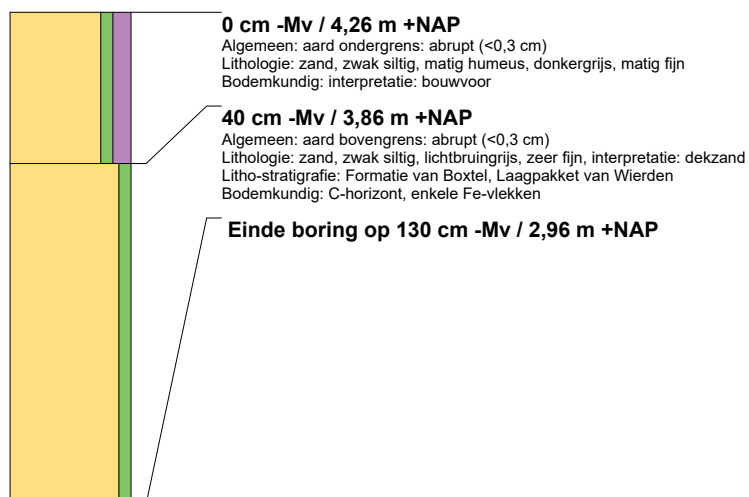 0 cm -Mv / 4,26 m +NAP
Algemeen: aard ondergrens: abrupt (<0,3 cm)
Lithologie: zand, zwak siltig, matig humeus, donkergrijs, matig fijn
Bodemkundig: interpretatie: bouwvoor
40 cm -Mv / 3,86 m +NAP
Algemeen: aard bovengrens: abrupt (<0,3 cm)
Lithologie: zand, zwak siltig, lichtbruingrijs, zeer fijn, interpretatie: dekzand
Litho-stratigrafie: Formatie van Boxtel, Laagpakket van Wierden
Bodemkundig: C-horizont, enkele Fe-vlekken
Einde boring op 130 cm -Mv / 2,96 m +NAP